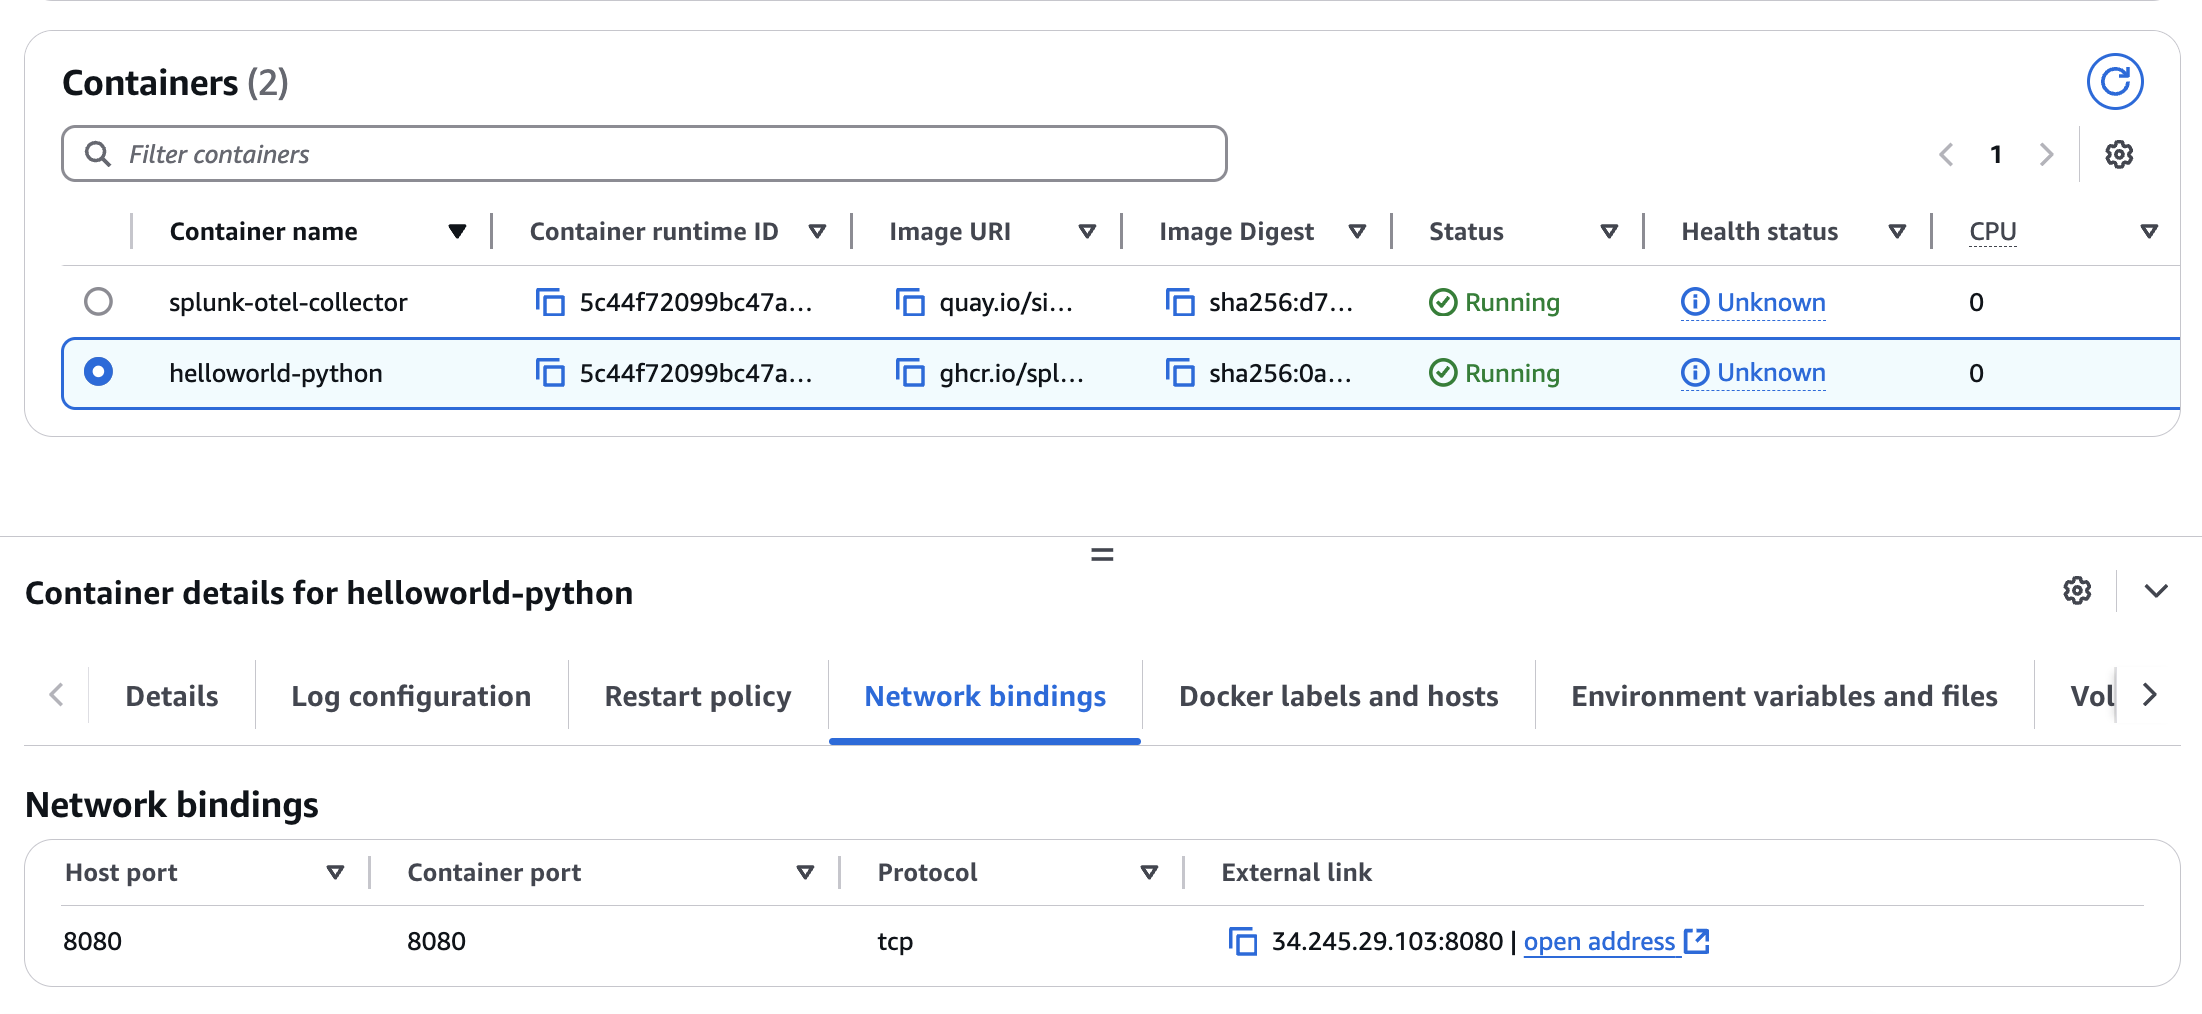 Containers (2)
Filter containers
1
Container name Container runtime ID Image URI Image Digest Status Health status CPU
splunk-otel-collector 5c44f72099bc47a... quay.io/si... sha256:d7... Running Unknown 0
helloworld-python 5c44f72099bc47a... ghcr.io/spl... sha256:0a... Running Unknown 0
Container details for helloworld-python
Details Log configuration Restart policy Network bindings Docker labels and hosts Environment variables and files Vol
Network bindings
Host port Container port Protocol External link
8080 8080 tcp 34.245.29.103:8080 | open address